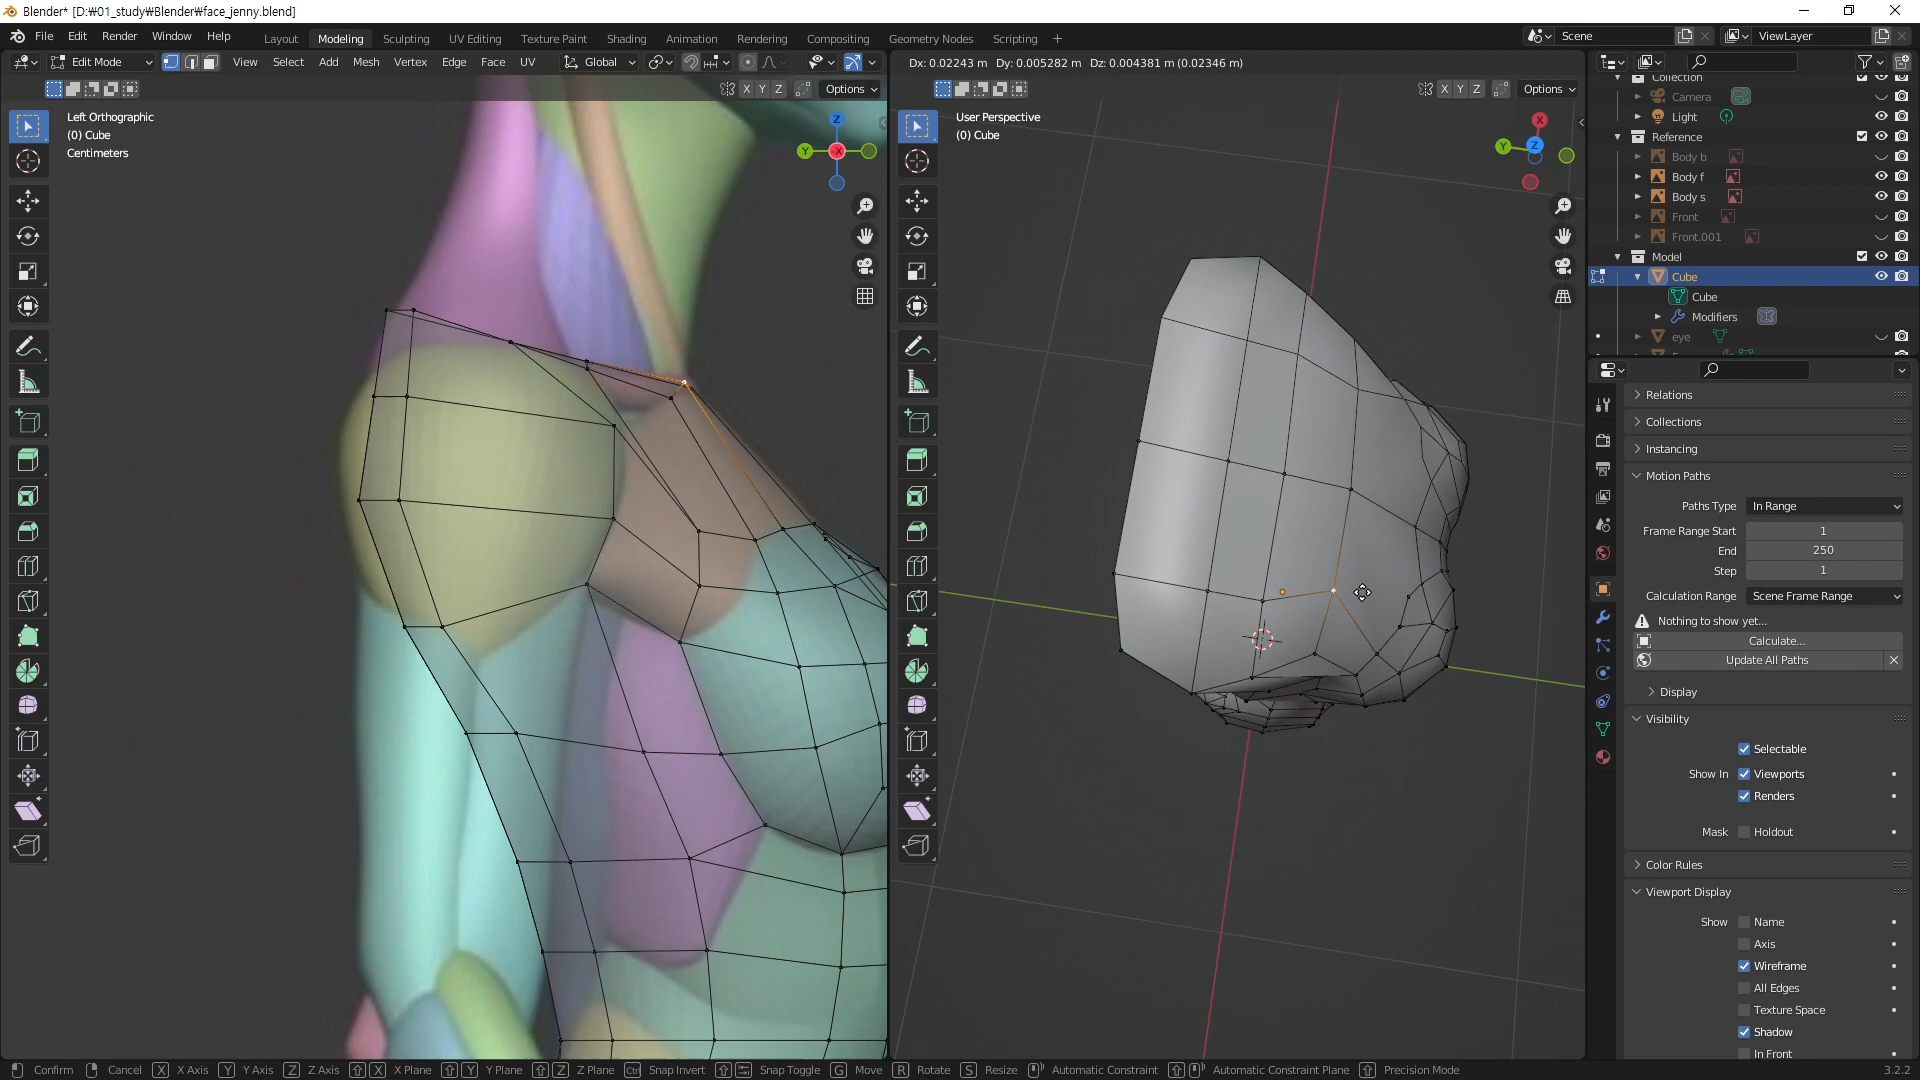 Blender* [D:₩01_study₩Blender₩face_jenny.blend]
File Edit Render Window Help
Layout Modeling Sculpting UV Editing Texture Paint Shading Animation Rendering Compositing Geometry Nodes Scripting +
Scene
ViewLayer
Edit Mode
View Select Add Mesh Vertex Edge Face UV
Global
Dx: 0.02243 m Dy: 0.005282 m Dz: 0.004381 m (0.02346 m)
X Y Z
Options
X Y Z
Options
Left Orthographic
(0) Cube
Centimeters
Z
Y
X
User Perspective
(0) Cube
X
Y
Z
Collection
Camera
Light
Reference
Body b
Body f
Body s
Front
Front.001
Model
Cube
Cube
Modifiers
eye
Relations
Collections
Instancing
Motion Paths
Paths Type In Range
Frame Range Start 1
End 250
Step 1
Calculation Range Scene Frame Range
Nothing to show yet...
Calculate...
Update All Paths
Display
Visibility
Selectable
Show In Viewports
Renders
Mask Holdout
Color Rules
Viewport Display
Show Name
Axis
Wireframe
All Edges
Texture Space
Shadow
In Front
Confirm Cancel X X Axis Y Y Axis Z Z Axis X X Plane Y Y Plane Z Z Plane Ctrl Snap Invert Snap Toggle G Move R Rotate S Resize Automatic Constraint Automatic Constraint Plane Precision Mode
3.2.2